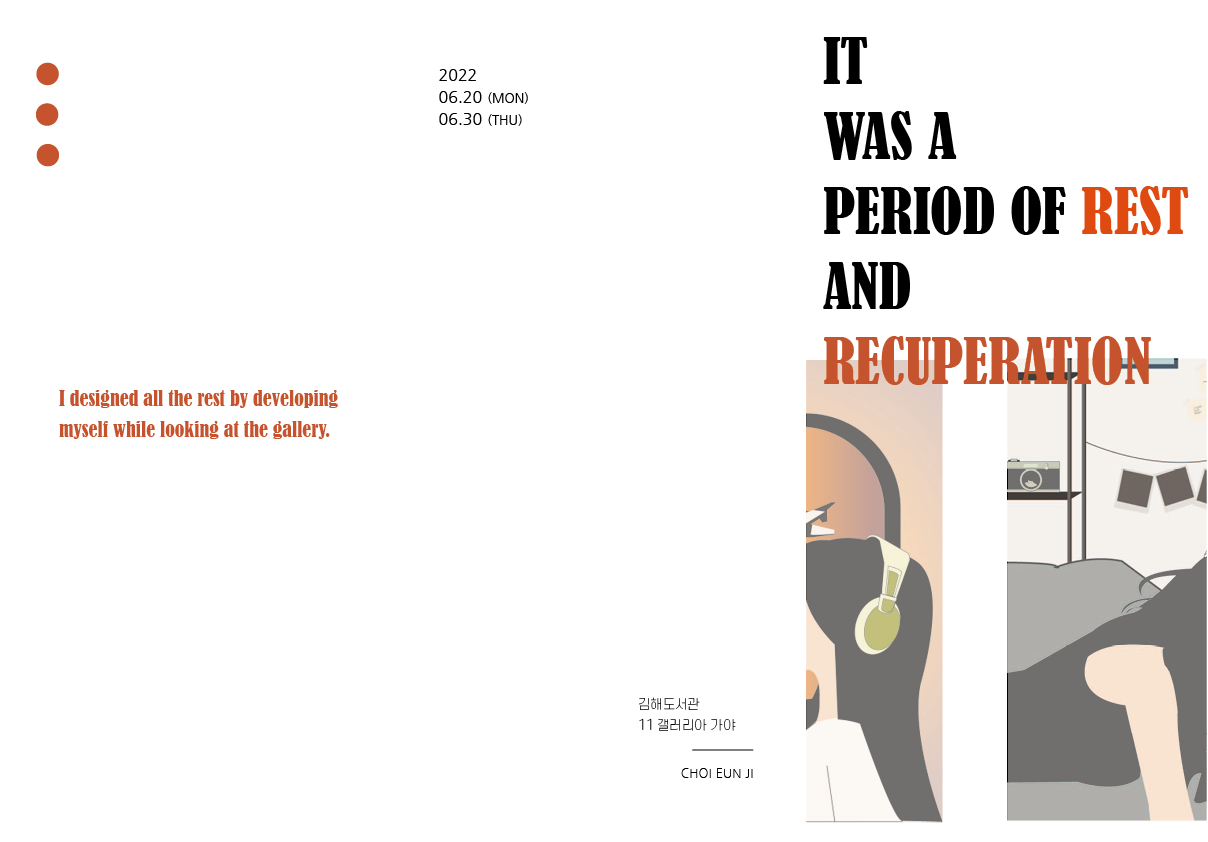 2022
06.20 (MON)
06.30 (THU)
I designed all the rest by developing
myself while looking at the gallery.
김해도서관
11 갤러리아 가야
CHOI EUN JI
IT
WAS A
PERIOD OF REST
AND
RECUPERATION